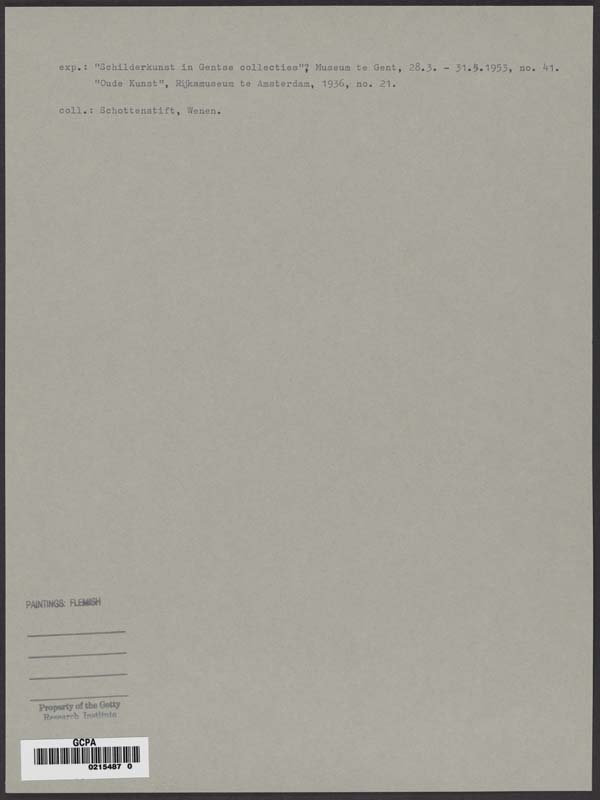 exp.: "Schilderkunst in Gentse collecties", Museum te Gent, 28.3. - 31.5.1953, no. 41.
"Oude Kunst", Rijksmuseum te Amsterdam, 1936, no. 21.
coll.: Schottenstift, Wenen.
PAINTINGS: FLEMISH
Property of the Getty
Research Institute
GCPA
0215487 0